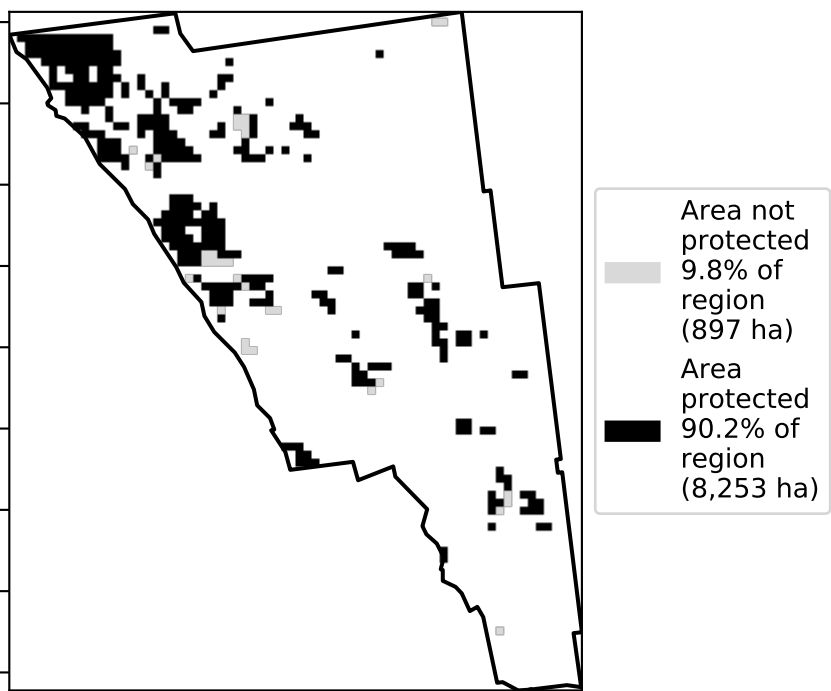 Area not
protected
9.8% of
region
(897 ha)
Area
protected
90.2% of
region
(8,253 ha)